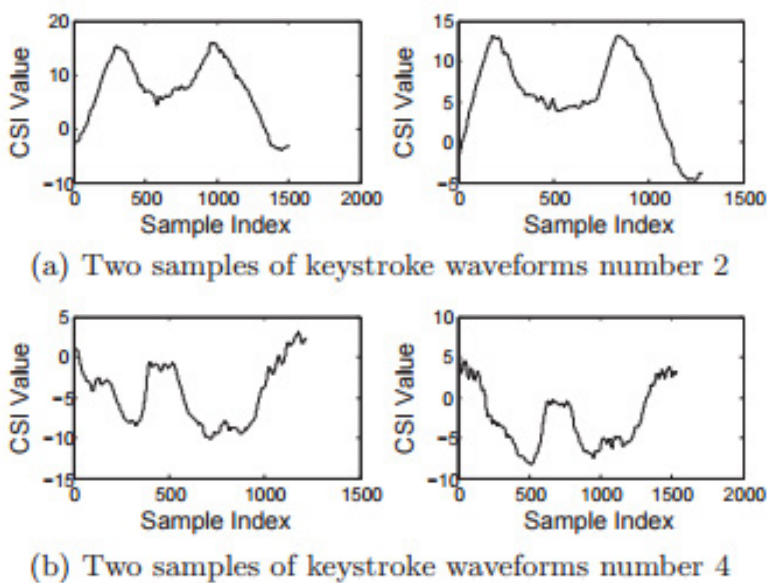 20
10
0
−10
CSI Value
0 500 1000 1500 2000
Sample Index
15
10
5
0
−5
CSI Value
0 500 1000 1500
Sample Index
(a) Two samples of keystroke waveforms number 2
5
0
−5
−10
−15
CSI Value
0 500 1000 1500
Sample Index
10
5
0
−5
−10
CSI Value
0 500 1000 1500 2000
Sample Index
(b) Two samples of keystroke waveforms number 4